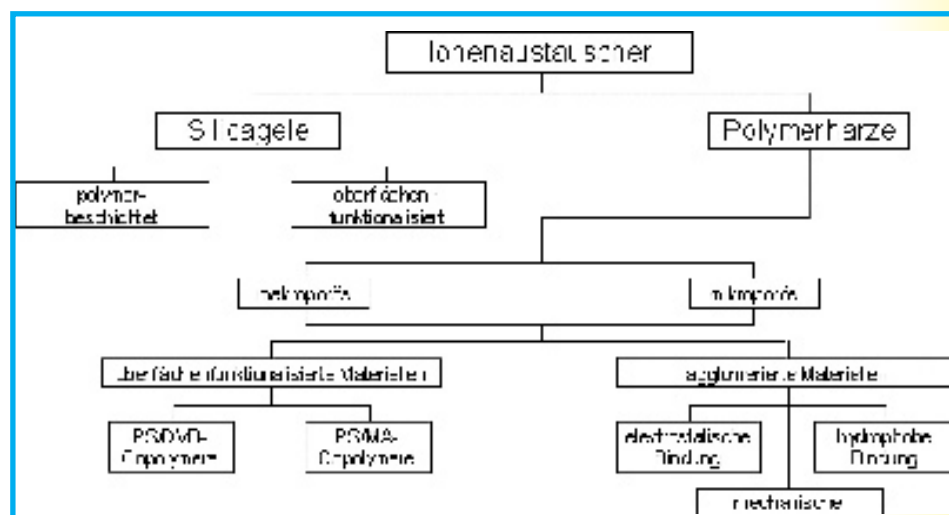 Ionenaustauscher
Silicagele
Polymerharze
polymer-
beschichtet
oberflächen-
funktionalisiert
makroporös
mikroporös
oberflächenfunktionalisierte Materialien
agglomerierte Materialien
PS/DVB-
Copolymere
PS/MA-
Copolymere
elektrostatische
Bindung
hydrophobe
Bindung
mechanische